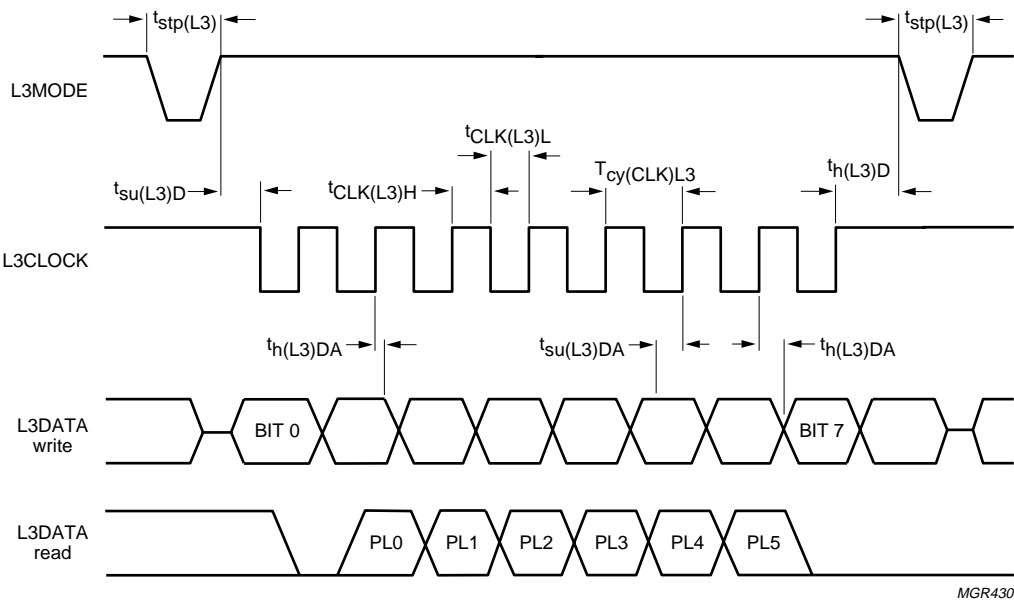 tstp(L3) tstp(L3)
L3MODE
tCLK(L3)L
tsu(L3)D tCLK(L3)H Tcy(CLK)L3 th(L3)D
L3CLOCK
th(L3)DA tsu(L3)DA th(L3)DA
L3DATA
write
BIT 0 BIT 7
L3DATA
read
PL0 PL1 PL2 PL3 PL4 PL5
MGR430